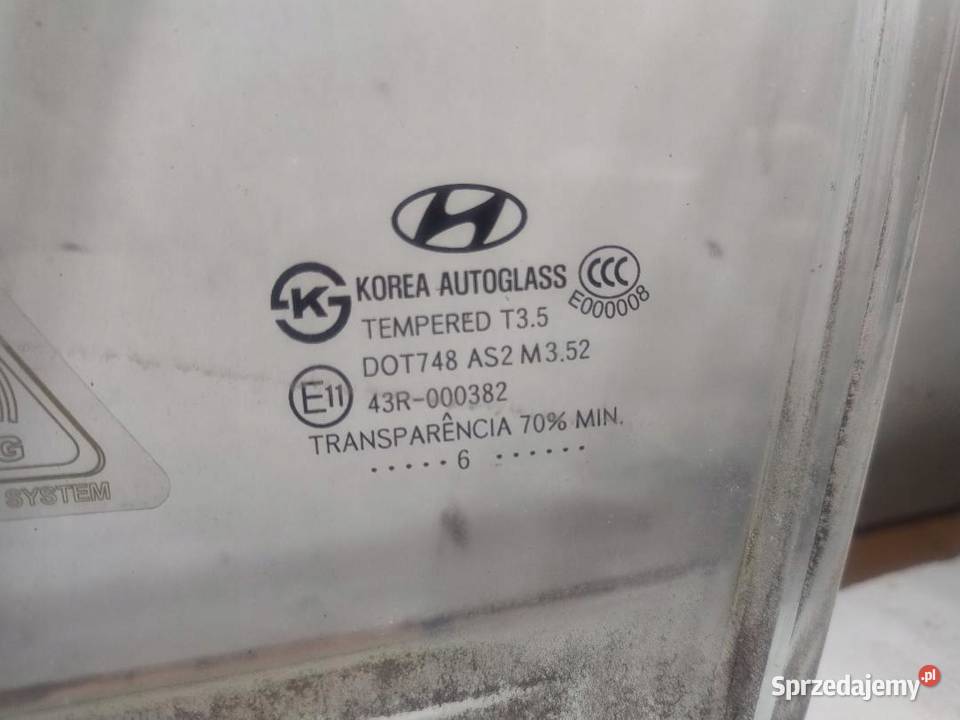 KOREA AUTOGLASS
CCC
E000008
K
TEMPERED T3.5
DOT748 AS2 M3.52
E11
43R-000382
TRANSPARÊNCIA 70% MIN.
.....6 ......
G
SYSTEM
Sprzedajemy.pl